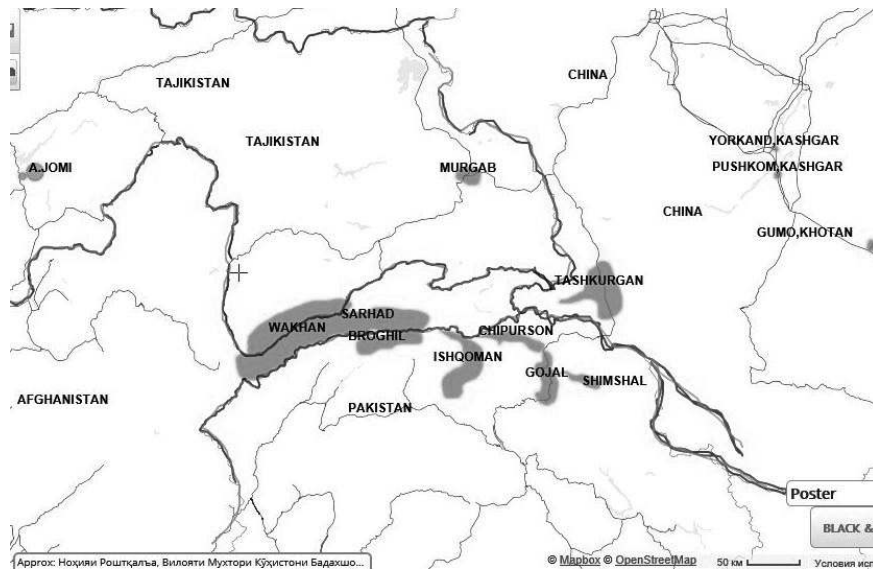 CHINA
TAJIKISTAN
TAJIKISTAN
YORKAND,KASHGAR
A.JOMI
MURGAB
PUSHKOM,KASHGAR
CHINA
GUMO,KHOTAN
TASHKURGAN
SARHAD
WAKHAN
BROGHIL
CHIPURSON
ISHQOMAN
GOJAL
SHIMSHAL
AFGHANISTAN
PAKISTAN
Poster
BLACK &
Approx: Ноҳияи Роштқалъа, Вилояти Мухтори Кӯҳистони Бадахшо...
© Mapbox © OpenStreetMap
50 км
Условия исп